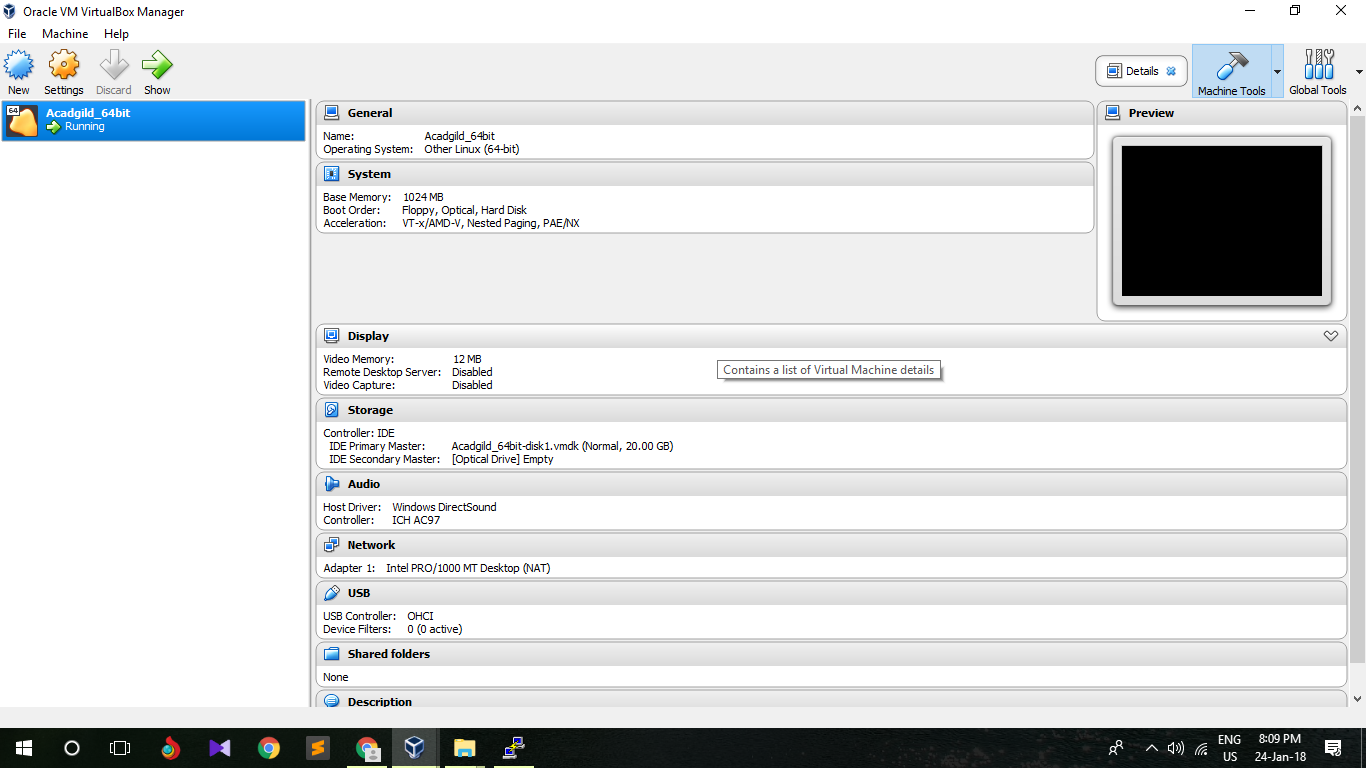 Oracle VM VirtualBox Manager
File Machine Help
New Settings Discard Show
Details Machine Tools Global Tools
64
Acadgild_64bit
Running
General
Name: Acadgild_64bit
Operating System: Other Linux (64-bit)
System
Base Memory: 1024 MB
Boot Order: Floppy, Optical, Hard Disk
Acceleration: VT-x/AMD-V, Nested Paging, PAE/NX
Preview
Display
Video Memory: 12 MB
Remote Desktop Server: Disabled
Video Capture: Disabled
Contains a list of Virtual Machine details
Storage
Controller: IDE
IDE Primary Master: Acadgild_64bit-disk1.vmdk (Normal, 20.00 GB)
IDE Secondary Master: [Optical Drive] Empty
Audio
Host Driver: Windows DirectSound
Controller: ICH AC97
Network
Adapter 1: Intel PRO/1000 MT Desktop (NAT)
USB
USB Controller: OHCI
Device Filters: 0 (0 active)
Shared folders
None
Description
ENG
US
8:09 PM
24-Jan-18